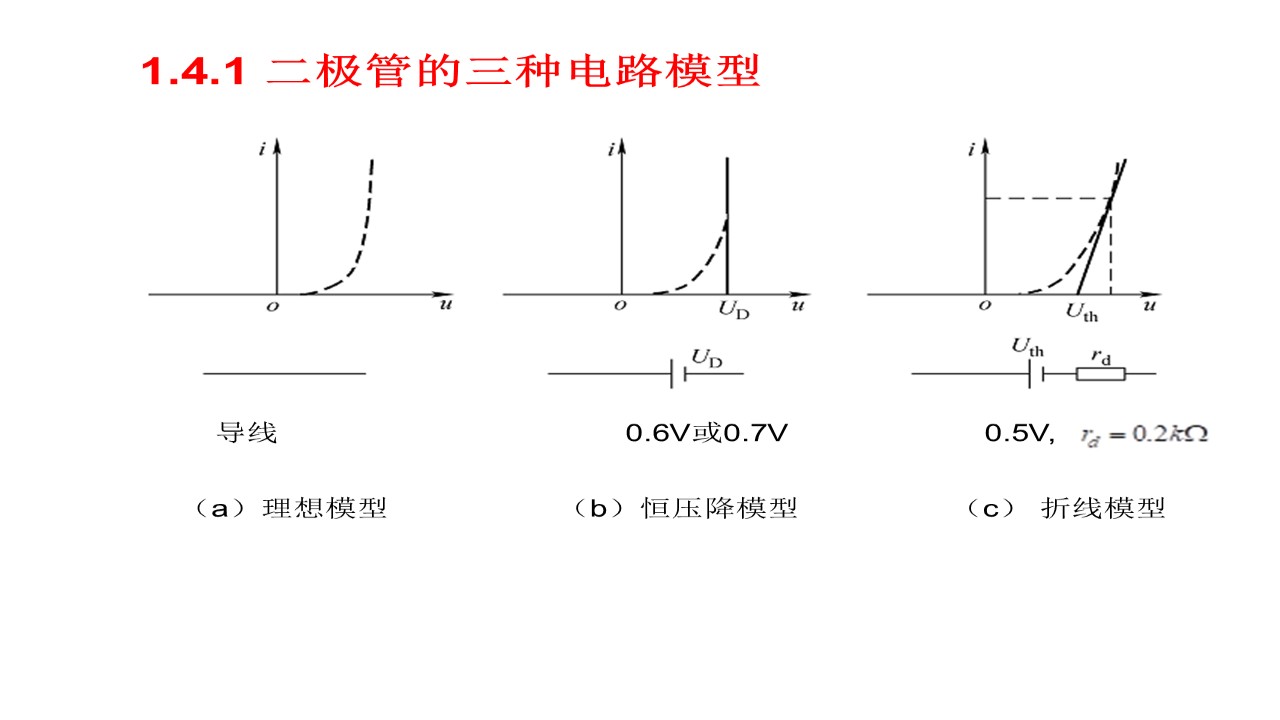 1.4.1 二极管的三种电路模型
i i i
o u o U_D u o U_th u
U_D U_th r_d
导线 0.6V或0.7V 0.5V, r_d = 0.2kΩ
（a）理想模型 （b）恒压降模型 （c） 折线模型